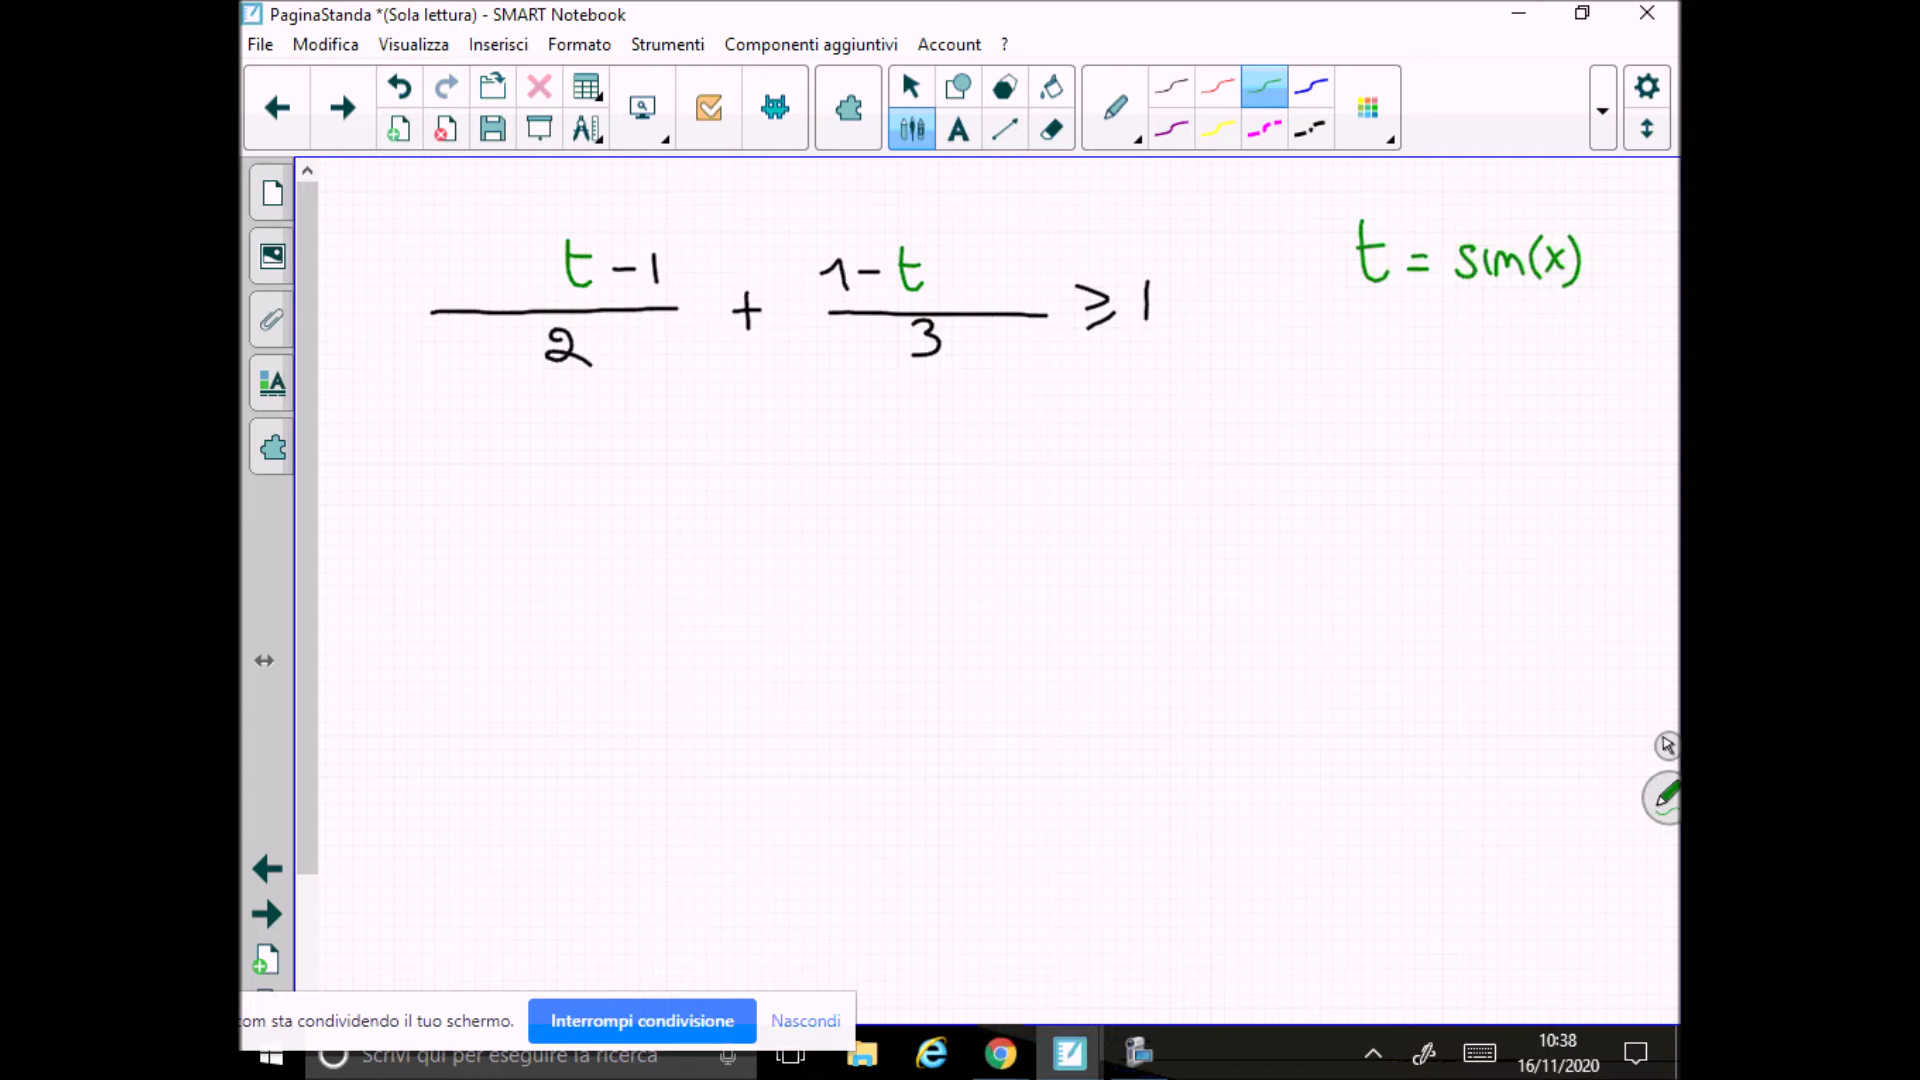 PaginaStanda *(Sola lettura) - SMART Notebook
File Modifica Visualizza Inserisci Formato Strumenti Componenti aggiuntivi Account ?
t - 1 / 2 + 1 - t / 3 ⩾ 1
t = sin(x)
om sta condividendo il tuo schermo. Interrompi condivisione Nascondi
Scrivi qui per eseguire la ricerca
10:38
16/11/2020